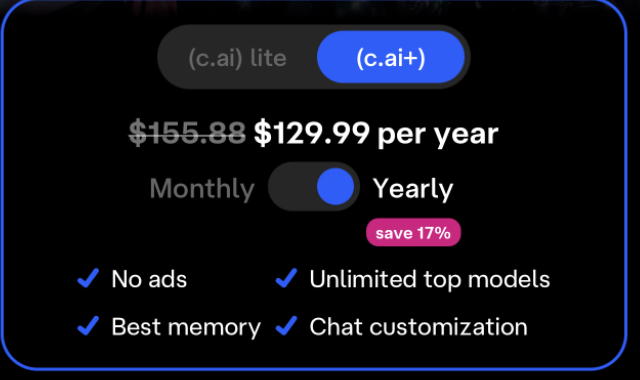 (c.ai) lite (c.ai+)
$155.88 $129.99 per year
Monthly Yearly
save 17%
No ads Unlimited top models
Best memory Chat customization